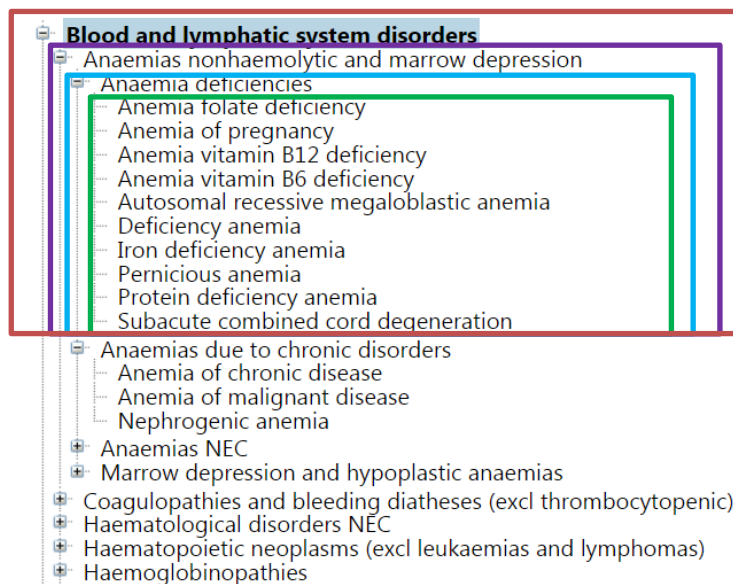 Blood and lymphatic system disorders
Anaemias nonhaemolytic and marrow depression
Anaemia deficiencies
Anemia folate deficiency
Anemia of pregnancy
Anemia vitamin B12 deficiency
Anemia vitamin B6 deficiency
Autosomal recessive megaloblastic anemia
Deficiency anemia
Iron deficiency anemia
Pernicious anemia
Protein deficiency anemia
Subacute combined cord degeneration
Anaemias due to chronic disorders
Anemia of chronic disease
Anemia of malignant disease
Nephrogenic anemia
Anaemias NEC
Marrow depression and hypoplastic anaemias
Coagulopathies and bleeding diatheses (excl thrombocytopenic)
Haematological disorders NEC
Haematopoietic neoplasms (excl leukaemias and lymphomas)
Haemoglobinopathies